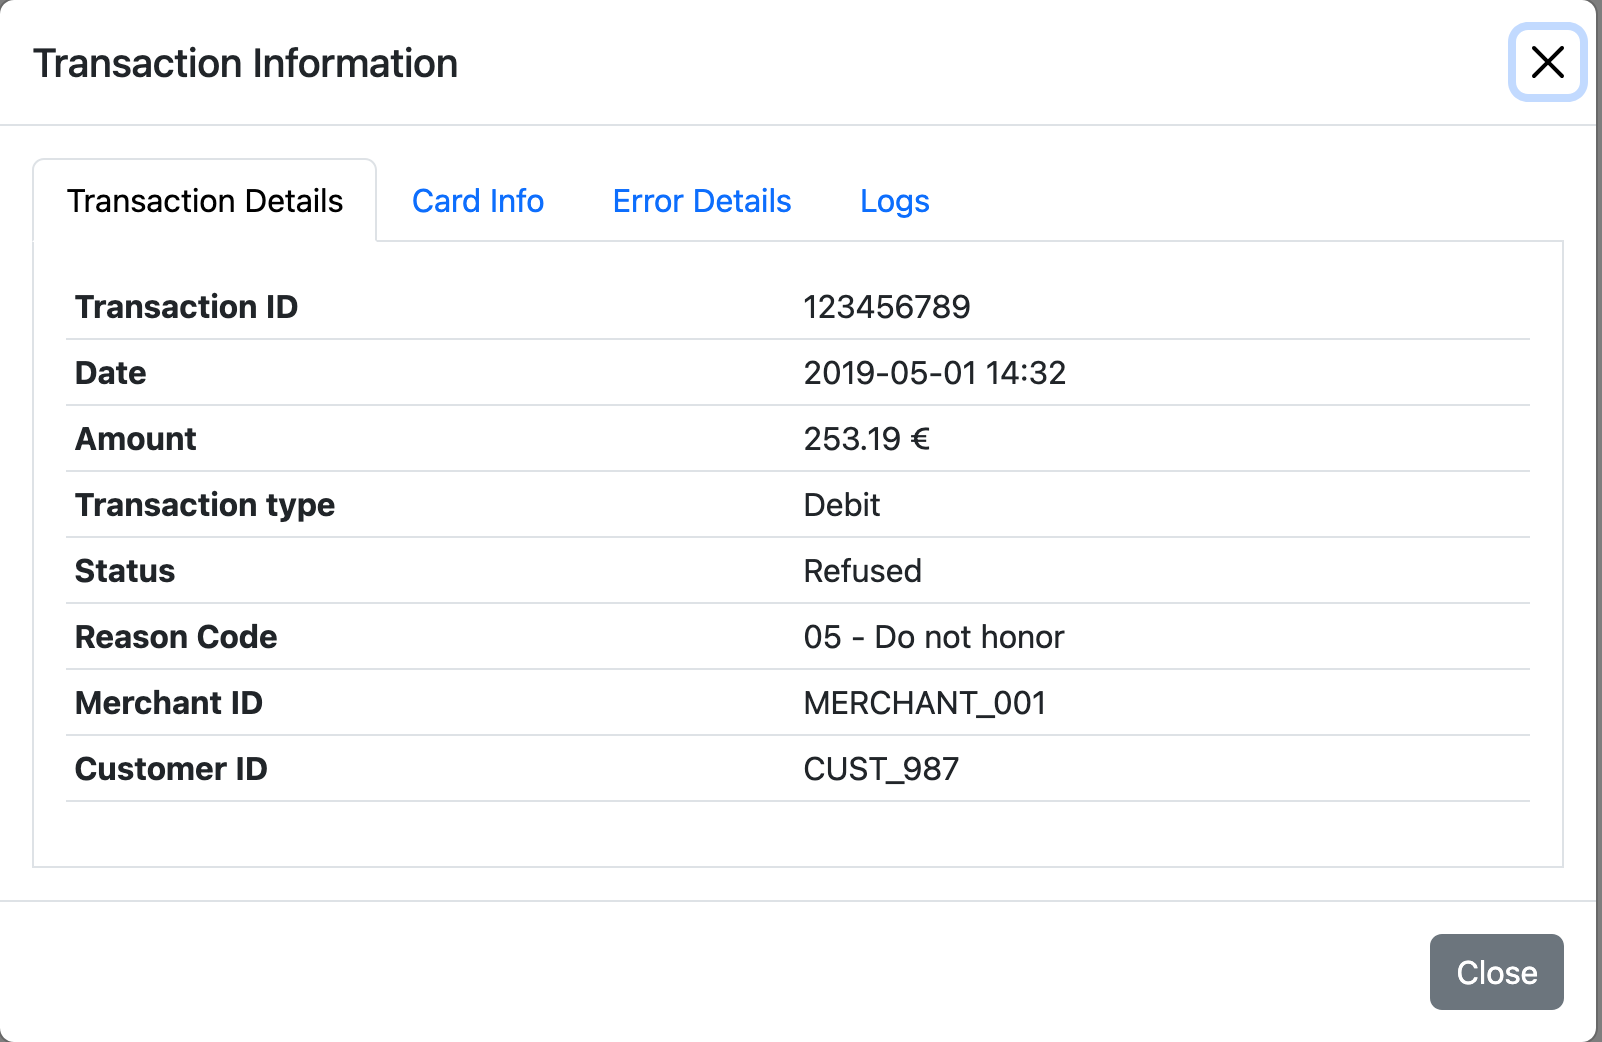 Transaction Information
Transaction Details Card Info Error Details Logs
Transaction ID 123456789
Date 2019-05-01 14:32
Amount 253.19 €
Transaction type Debit
Status Refused
Reason Code 05 - Do not honor
Merchant ID MERCHANT_001
Customer ID CUST_987
Close